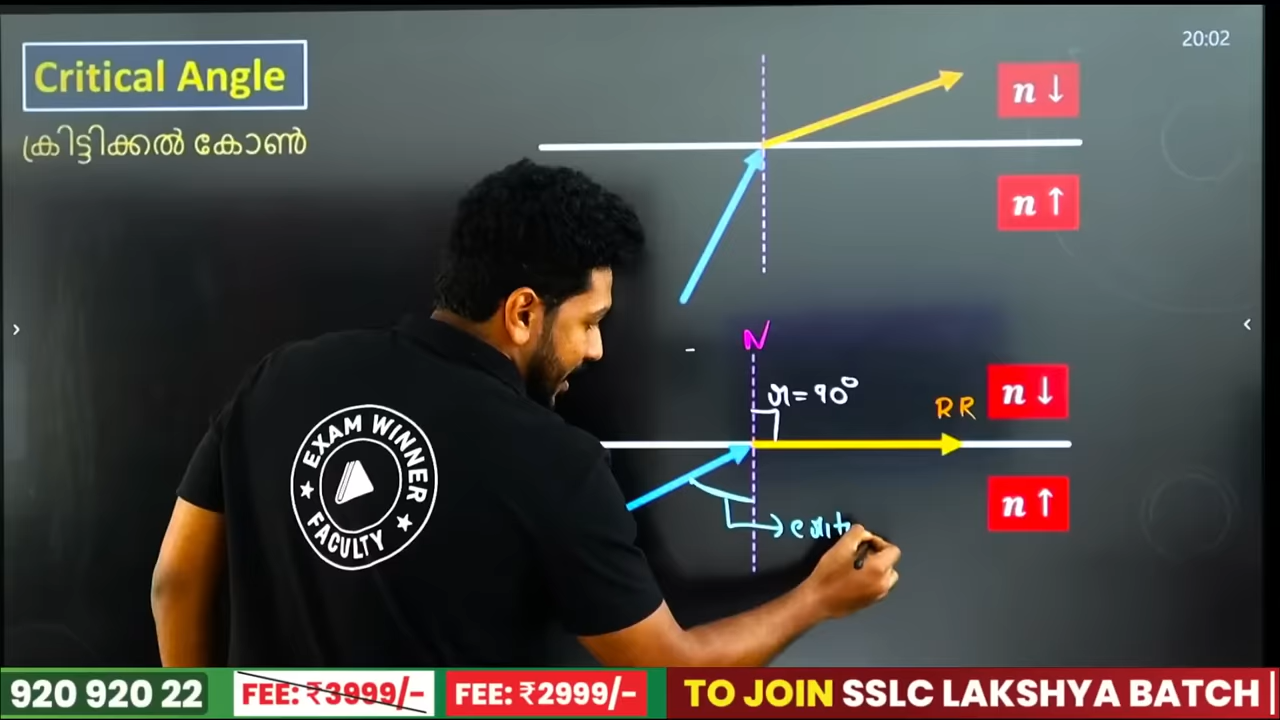 20:02
Critical Angle
ക്രിട്ടിക്കൽ കോൺ
n ↓
n ↑
N
r = 90°
RR
n ↓
n ↑
→ crit
EXAM WINNER
FACULTY
920 920 22
FEE: ₹3999/-
FEE: ₹2999/-
TO JOIN SSLC LAKSHYA BATCH |